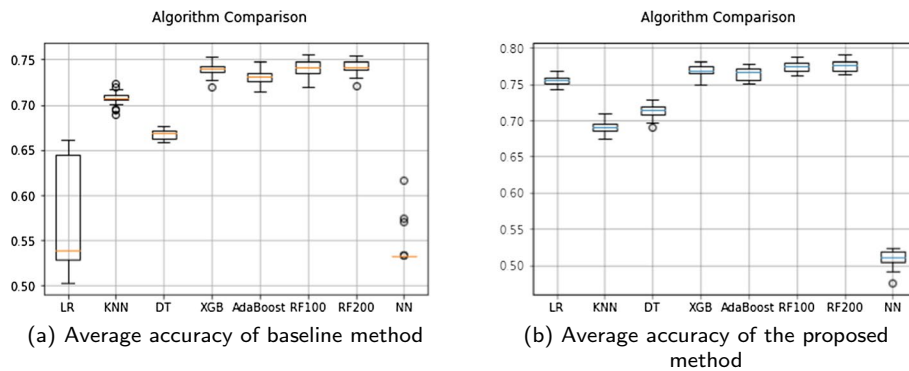 Algorithm Comparison
0.75
0.70
0.65
0.60
0.55
0.50
LR KNN DT XGB AdaBoost RF100 RF200 NN
(a) Average accuracy of baseline method
Algorithm Comparison
0.80
0.75
0.70
0.65
0.60
0.55
0.50
LR KNN DT XGB AdaBoost RF100 RF200 NN
(b) Average accuracy of the proposed
method